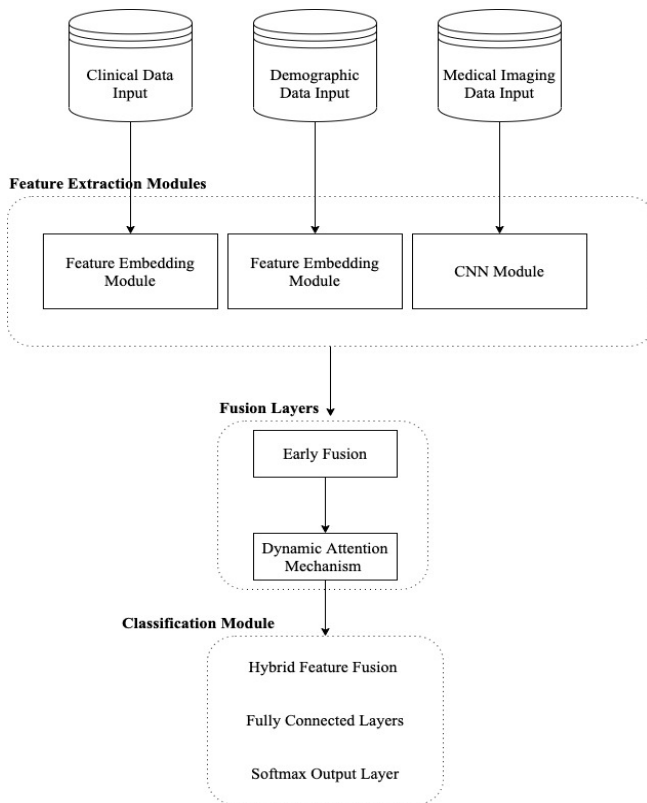 Clinical Data
Input
Demographic
Data Input
Medical Imaging
Data Input
Feature Extraction Modules
Feature Embedding
Module
Feature Embedding
Module
CNN Module
Fusion Layers
Early Fusion
Dynamic Attention
Mechanism
Classification Module
Hybrid Feature Fusion
Fully Connected Layers
Softmax Output Layer